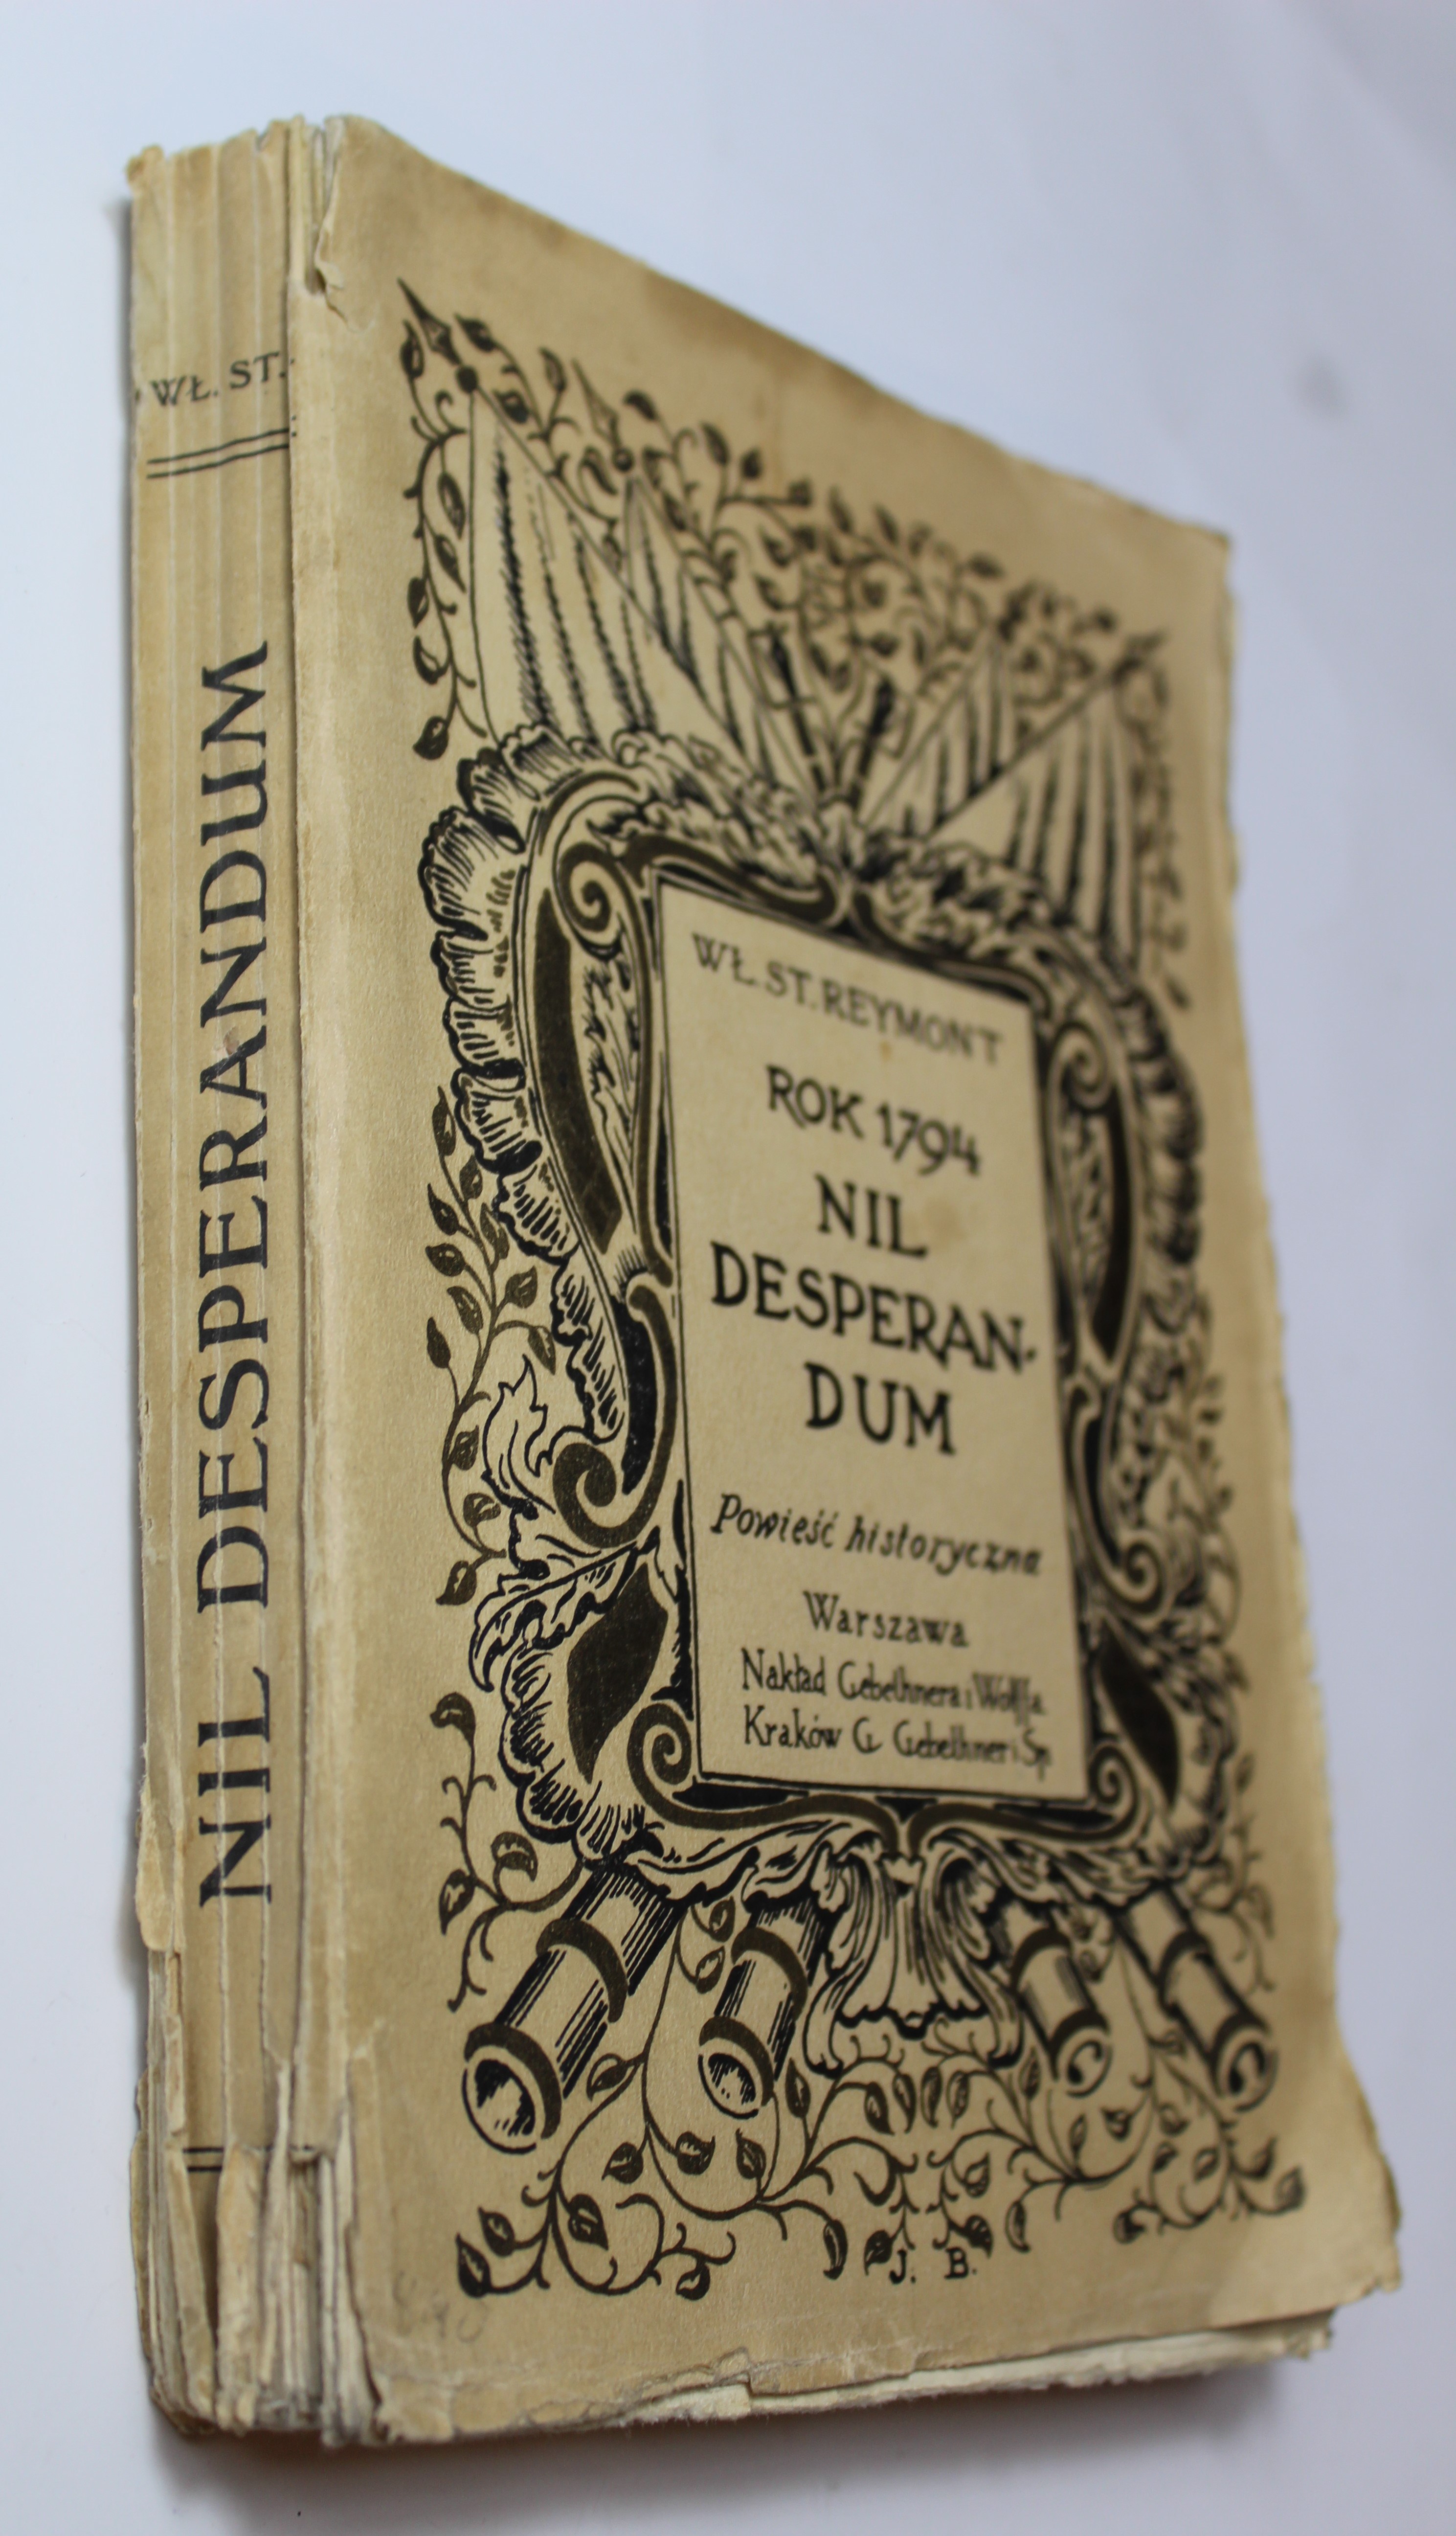 WŁ. ST.
NIL DESPERANDUM
WŁ. ST. REYMONT
ROK 1794
NIL
DESPERAN-
DUM
Powieść historyczna
Warszawa
Nakład Gebethnera i Wolffa
Kraków G. Gebethner i Sp.
J. B.